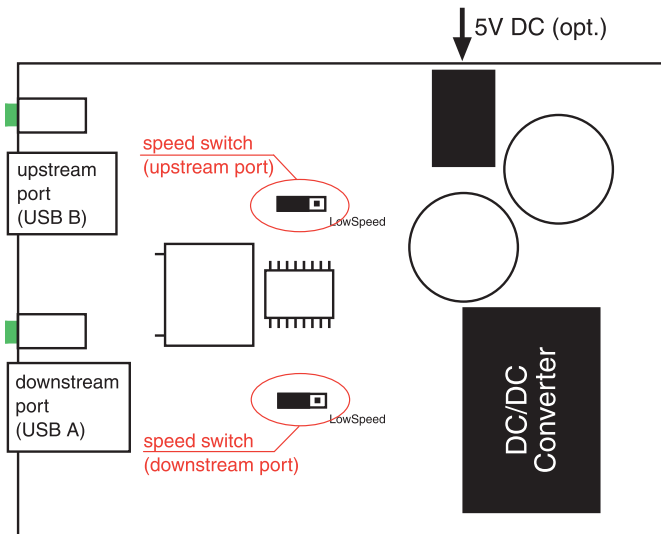 5V DC (opt.)
speed switch
(upstream port)
upstream
port
(USB B)
LowSpeed
downstream
port
(USB A)
LowSpeed
speed switch
(downstream port)
DC/DC
Converter